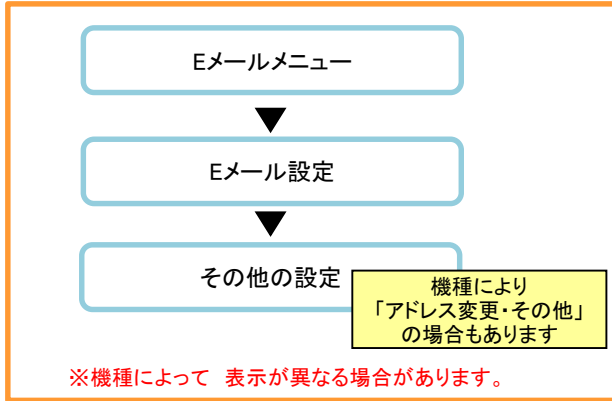 Eメールメニュー
Eメール設定
その他の設定
機種により
「アドレス変更・その他」
の場合もあります
※機種によって 表示が異なる場合があります。